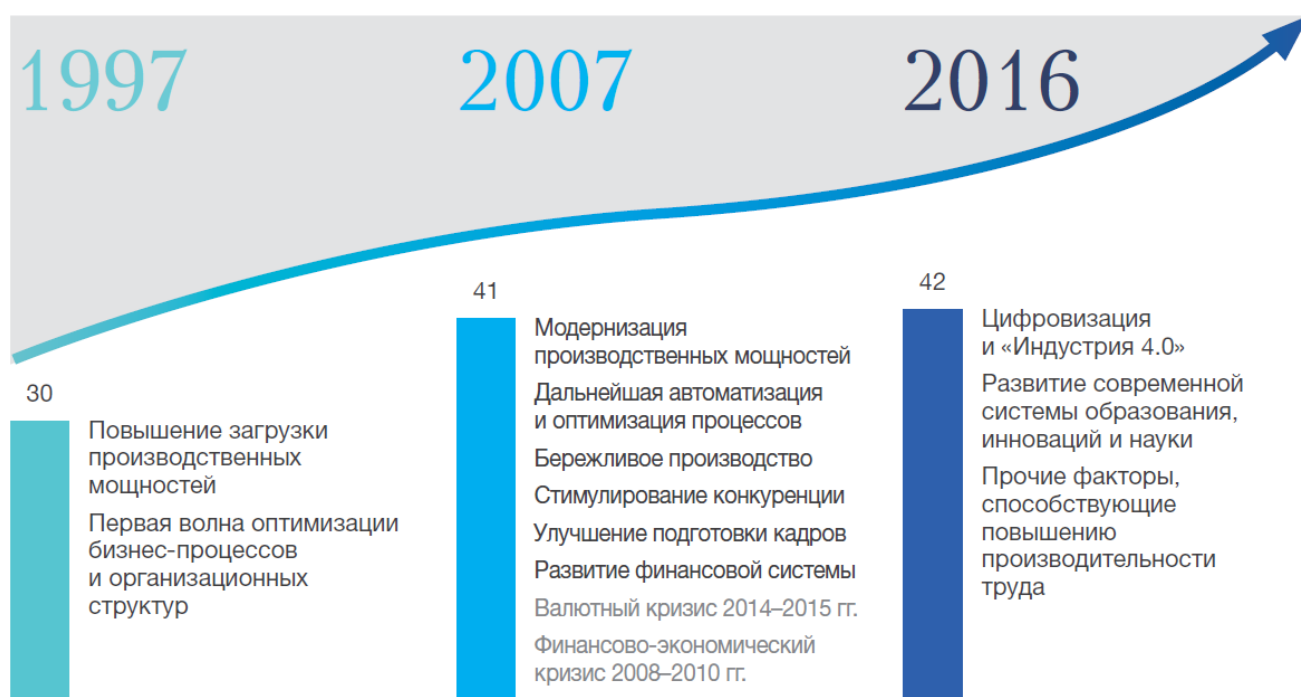 1997
2007
2016
30
Повышение загрузки
производственных
мощностей
Первая волна оптимизации
бизнес-процессов
и организационных
структур
41
Модернизация
производственных мощностей
Дальнейшая автоматизация
и оптимизация процессов
Бережливое производство
Стимулирование конкуренции
Улучшение подготовки кадров
Развитие финансовой системы
Валютный кризис 2014–2015 гг.
Финансово-экономический
кризис 2008–2010 гг.
42
Цифровизация
и «Индустрия 4.0»
Развитие современной
системы образования,
инноваций и науки
Прочие факторы,
способствующие
повышению
производительности
труда